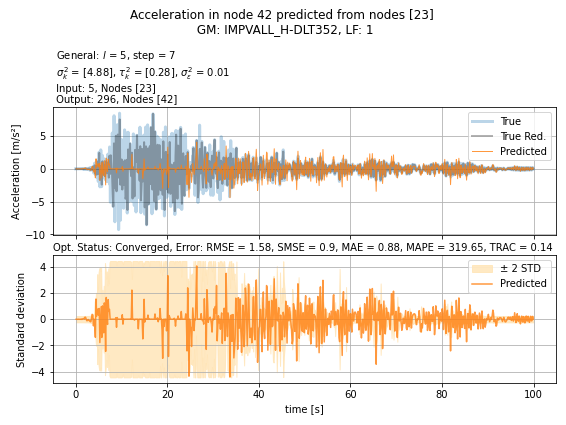 Acceleration in node 42 predicted from nodes [23]
GM: IMPVALL_H-DLT352, LF: 1
General: l = 5, step = 7
σ²ₖ = [4.88], τ²ₖ = [0.28], σ²ₑ = 0.01
Input: 5, Nodes [23]
Output: 296, Nodes [42]
Acceleration [m/s²]
5
0
−5
−10
True
True Red.
Predicted
Opt. Status: Converged, Error: RMSE = 1.58, SMSE = 0.9, MAE = 0.88, MAPE = 319.65, TRAC = 0.14
Standard deviation
4
2
0
−2
−4
± 2 STD
Predicted
0 20 40 60 80 100
time [s]